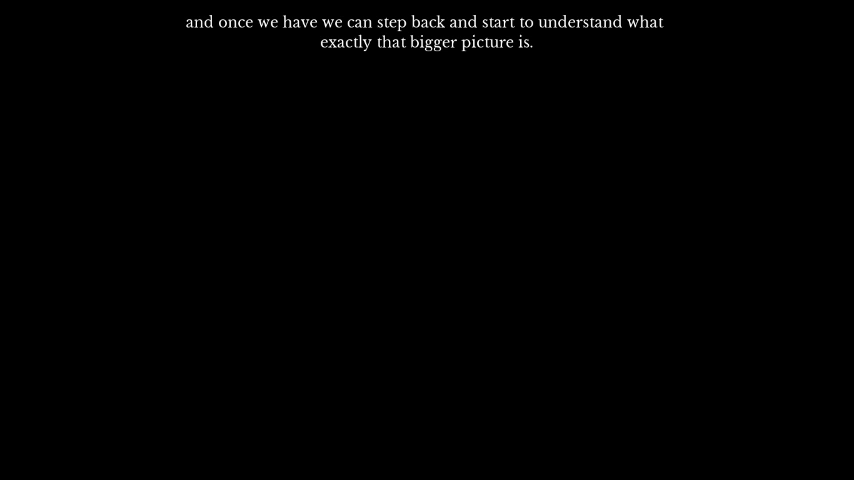 and once we have we can step back and start to understand what
exactly that bigger picture is.